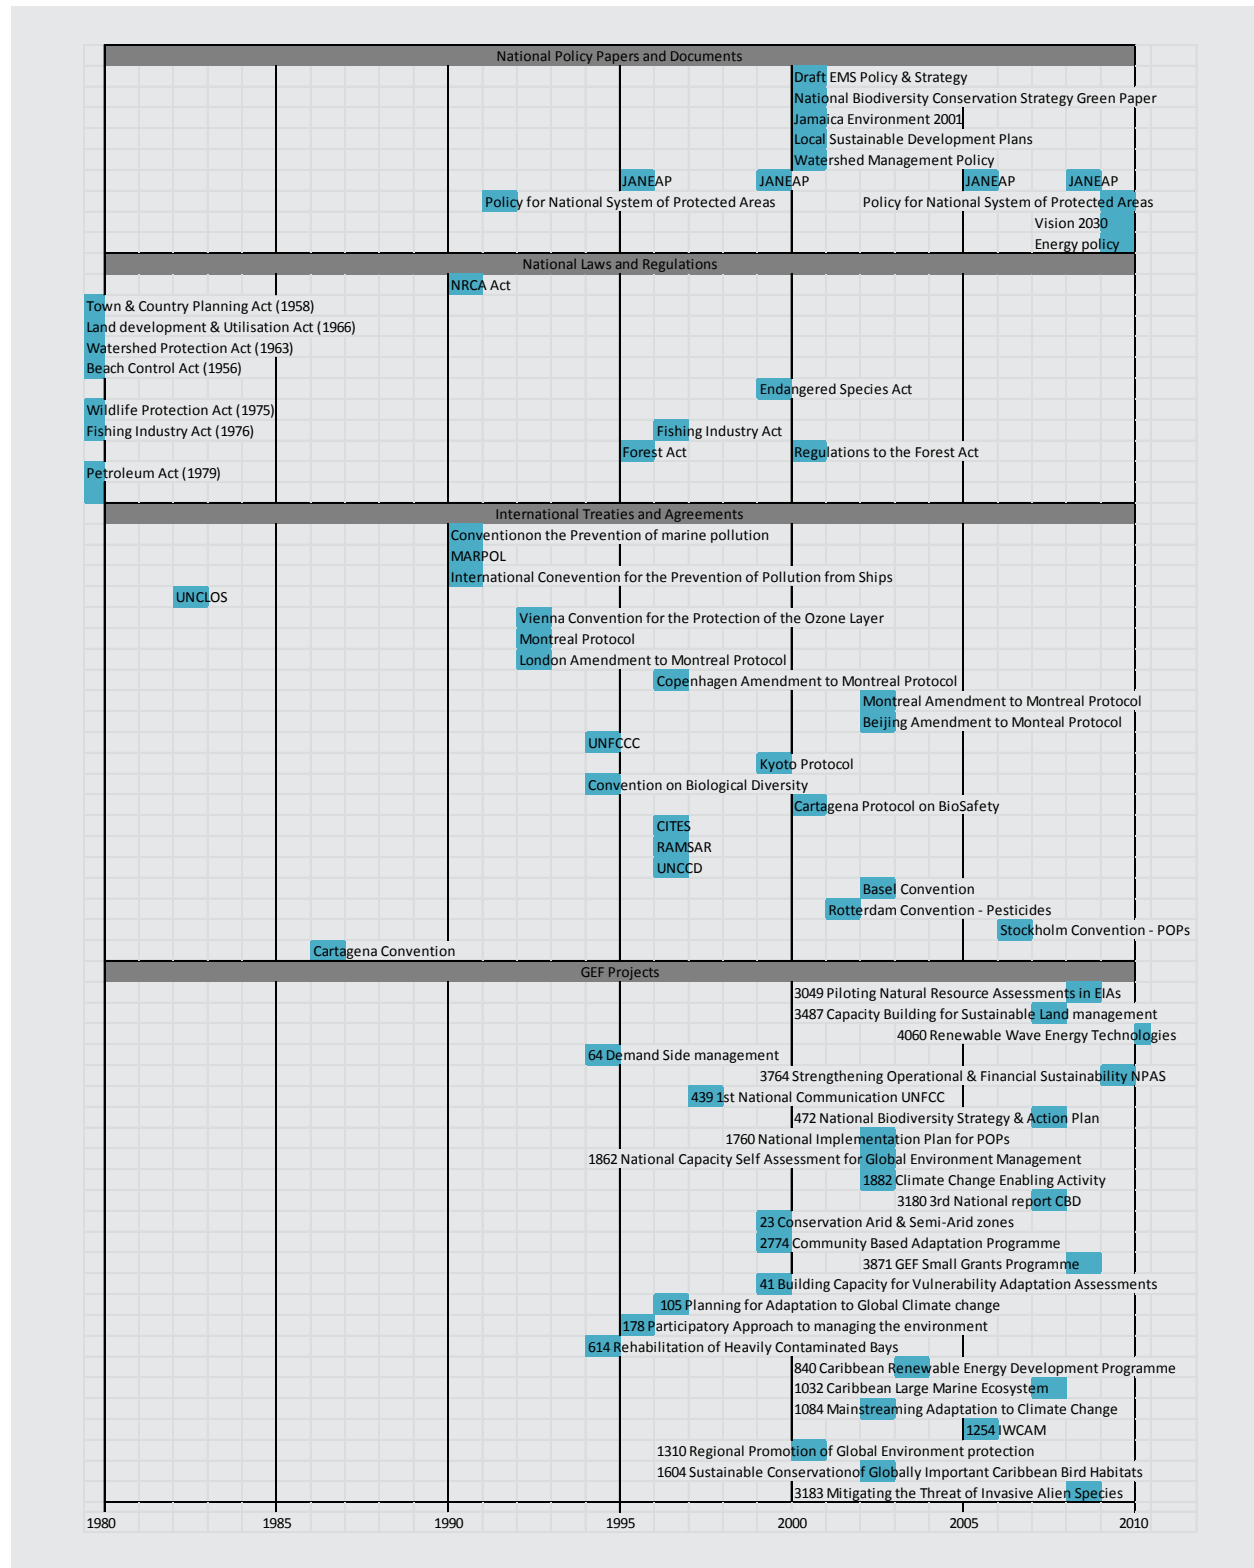 National Policy Papers and Documents
Draft EMS Policy & Strategy
National Biodiversity Conservation Strategy Green Paper
Jamaica Environment 2001
Local Sustainable Development Plans
Watershed Management Policy
JANEAP JANEAP JANEAP JANEAP
Policy for National System of Protected Areas Policy for National System of Protected Areas
Vision 2030
Energy policy
National Laws and Regulations
NRCA Act
Town & Country Planning Act (1958)
Land development & Utilisation Act (1966)
Watershed Protection Act (1963)
Beach Control Act (1956)
Endangered Species Act
Wildlife Protection Act (1975)
Fishing Industry Act (1976) Fishing Industry Act
Forest Act Regulations to the Forest Act
Petroleum Act (1979)
International Treaties and Agreements
Conventionon the Prevention of marine pollution
MARPOL
International Conevention for the Prevention of Pollution from Ships
UNCLOS
Vienna Convention for the Protection of the Ozone Layer
Montreal Protocol
London Amendment to Montreal Protocol
Copenhagen Amendment to Montreal Protocol
Montreal Amendment to Montreal Protocol
Beijing Amendment to Monteal Protocol
UNFCCC
Kyoto Protocol
Convention on Biological Diversity
Cartagena Protocol on BioSafety
CITES
RAMSAR
UNCCD
Basel Convention
Rotterdam Convention - Pesticides
Stockholm Convention - POPs
Cartagena Convention
GEF Projects
3049 Piloting Natural Resource Assessments in EIAs
3487 Capacity Building for Sustainable Land management
4060 Renewable Wave Energy Technologies
64 Demand Side management
3764 Strengthening Operational & Financial Sustainability NPAS
439 1st National Communication UNFCC
472 National Biodiversity Strategy & Action Plan
1760 National Implementation Plan for POPs
1862 National Capacity Self Assessment for Global Environment Management
1882 Climate Change Enabling Activity
3180 3rd National report CBD
23 Conservation Arid & Semi-Arid zones
2774 Community Based Adaptation Programme
3871 GEF Small Grants Programme
41 Building Capacity for Vulnerability Adaptation Assessments
105 Planning for Adaptation to Global Climate change
178 Participatory Approach to managing the environment
614 Rehabilitation of Heavily Contaminated Bays
840 Caribbean Renewable Energy Development Programme
1032 Caribbean Large Marine Ecosystem
1084 Mainstreaming Adaptation to Climate Change
1254 IWCAM
1310 Regional Promotion of Global Environment protection
1604 Sustainable Conservationof Globally Important Caribbean Bird Habitats
3183 Mitigating the Threat of Invasive Alien Species
1980 1985 1990 1995 2000 2005 2010